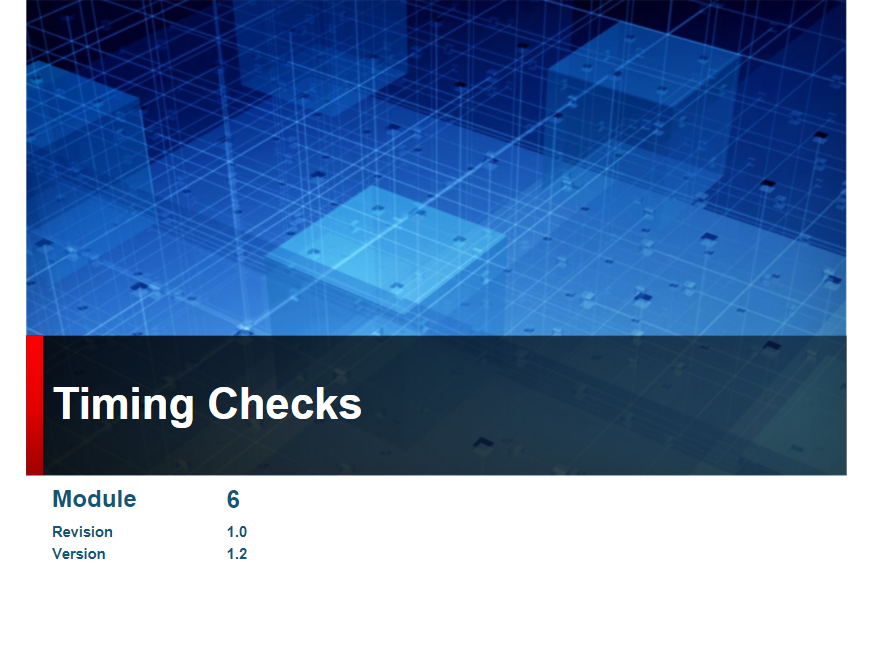 Timing Checks
Module 6
Revision 1.0
Version 1.2